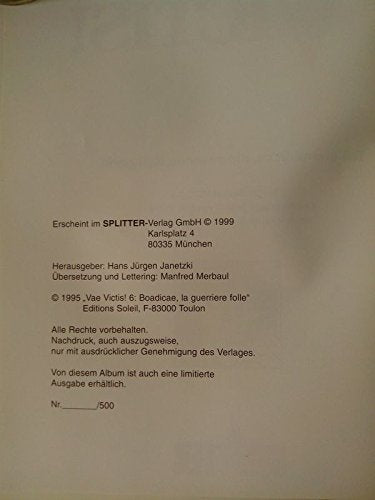 Erscheint im SPLITTER-Verlag GmbH © 1999
Karlsplatz 4
80335 München
Herausgeber: Hans Jürgen Janetzki
Übersetzung und Lettering: Manfred Merbaul
© 1995 „Vae Victis! 6: Boadicae, la guerriere folle“
Editions Soleil, F-83000 Toulon
Alle Rechte vorbehalten.
Nachdruck, auch auszugsweise,
nur mit ausdrücklicher Genehmigung des Verlages.
Von diesem Album ist auch eine limitierte
Ausgabe erhältlich.
Nr.________/500